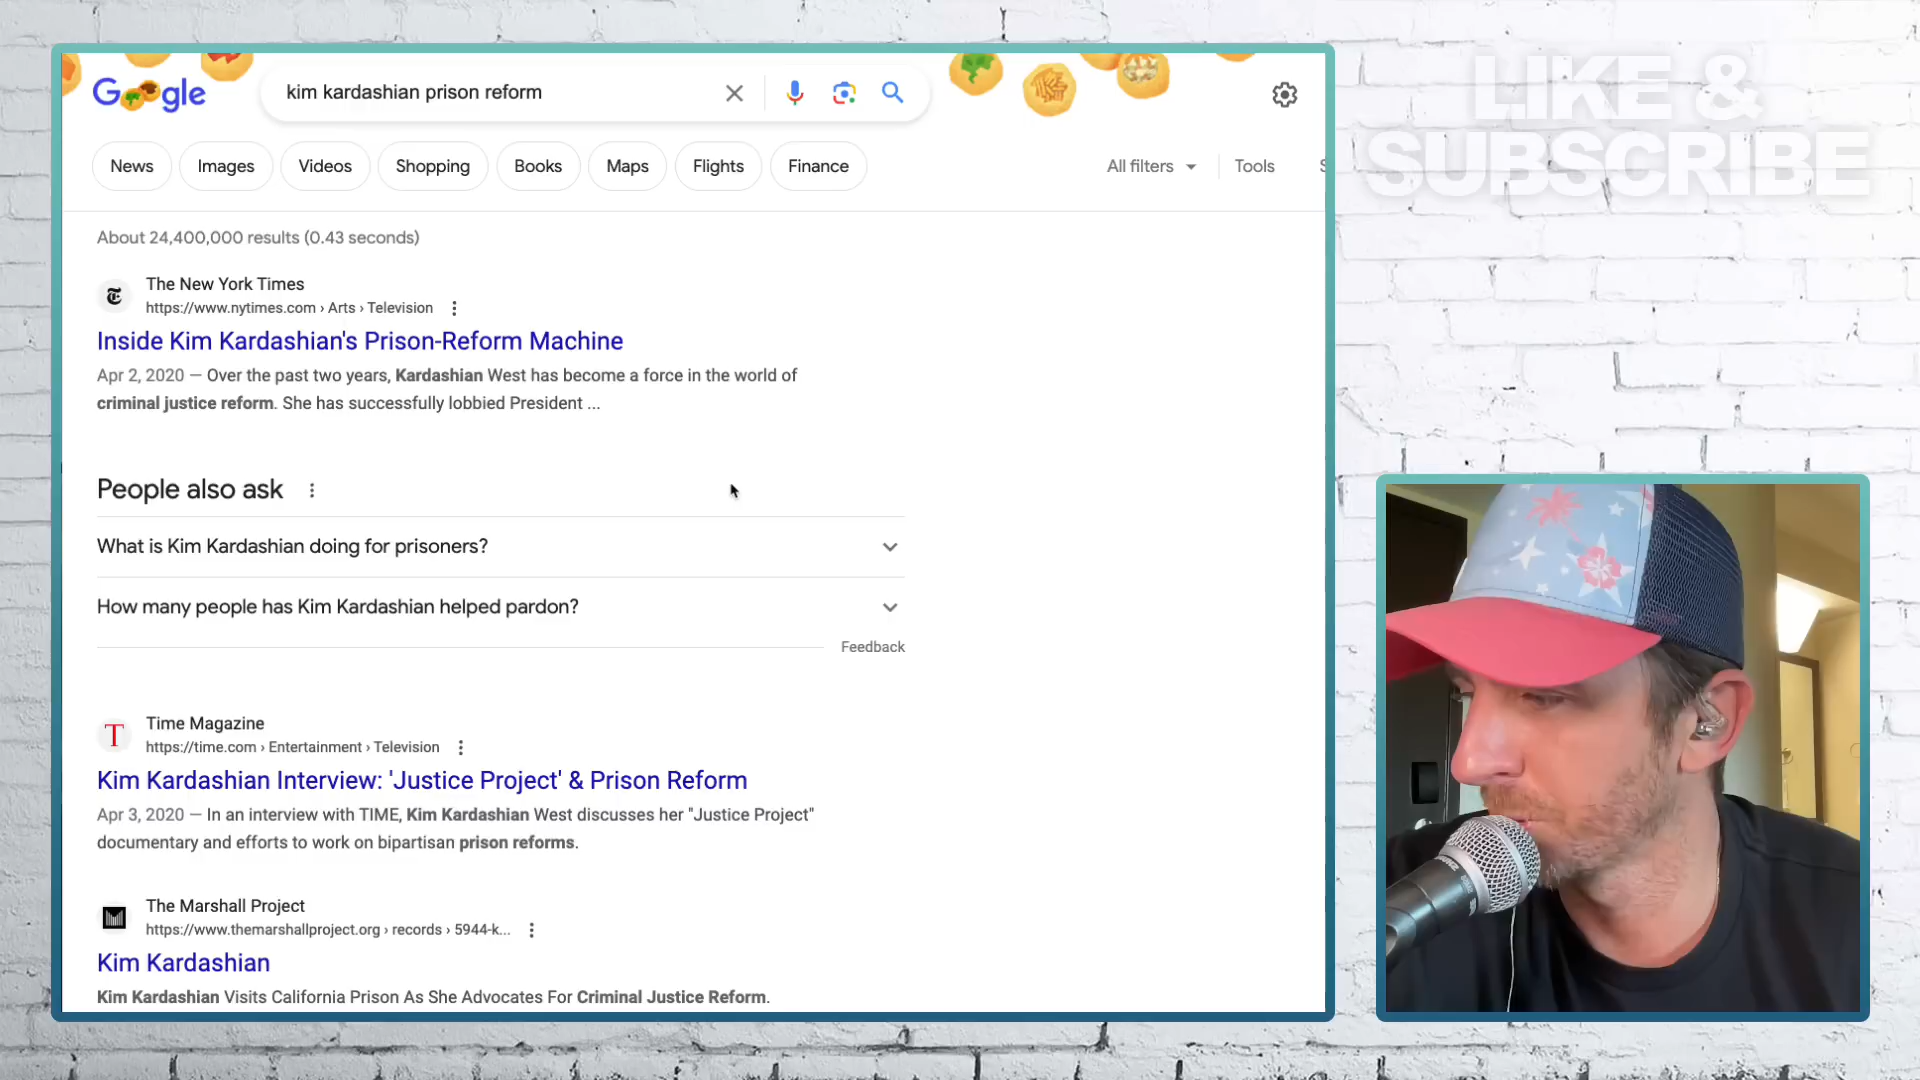 LIKE &
SUBSCRIBE
Google
kim kardashian prison reform
News
Images
Videos
Shopping
Books
Maps
Flights
Finance
All filters
Tools
About 24,400,000 results (0.43 seconds)
The New York Times
https://www.nytimes.com › Arts › Television
Inside Kim Kardashian's Prison-Reform Machine
Apr 2, 2020 — Over the past two years, Kardashian West has become a force in the world of
criminal justice reform. She has successfully lobbied President ...
People also ask
What is Kim Kardashian doing for prisoners?
How many people has Kim Kardashian helped pardon?
Feedback
T
Time Magazine
https://time.com › Entertainment › Television
Kim Kardashian Interview: 'Justice Project' & Prison Reform
Apr 3, 2020 — In an interview with TIME, Kim Kardashian West discusses her "Justice Project"
documentary and efforts to work on bipartisan prison reforms.
The Marshall Project
https://www.themarshallproject.org › records › 5944-k...
Kim Kardashian
Kim Kardashian Visits California Prison As She Advocates For Criminal Justice Reform.